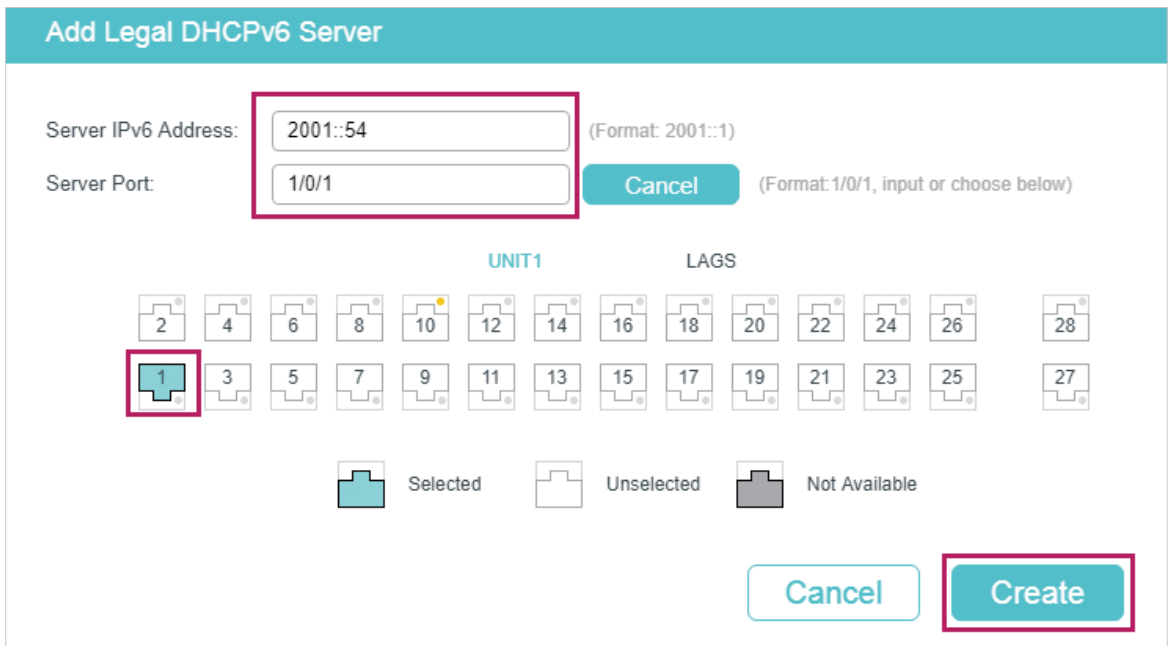 Add Legal DHCPv6 Server
Server IPv6 Address: 2001::54 (Format: 2001::1)
Server Port: 1/0/1 Cancel (Format:1/0/1, input or choose below)
UNIT1 LAGS
2 4 6 8 10 12 14 16 18 20 22 24 26 28
1 3 5 7 9 11 13 15 17 19 21 23 25 27
Selected Unselected Not Available
Cancel Create